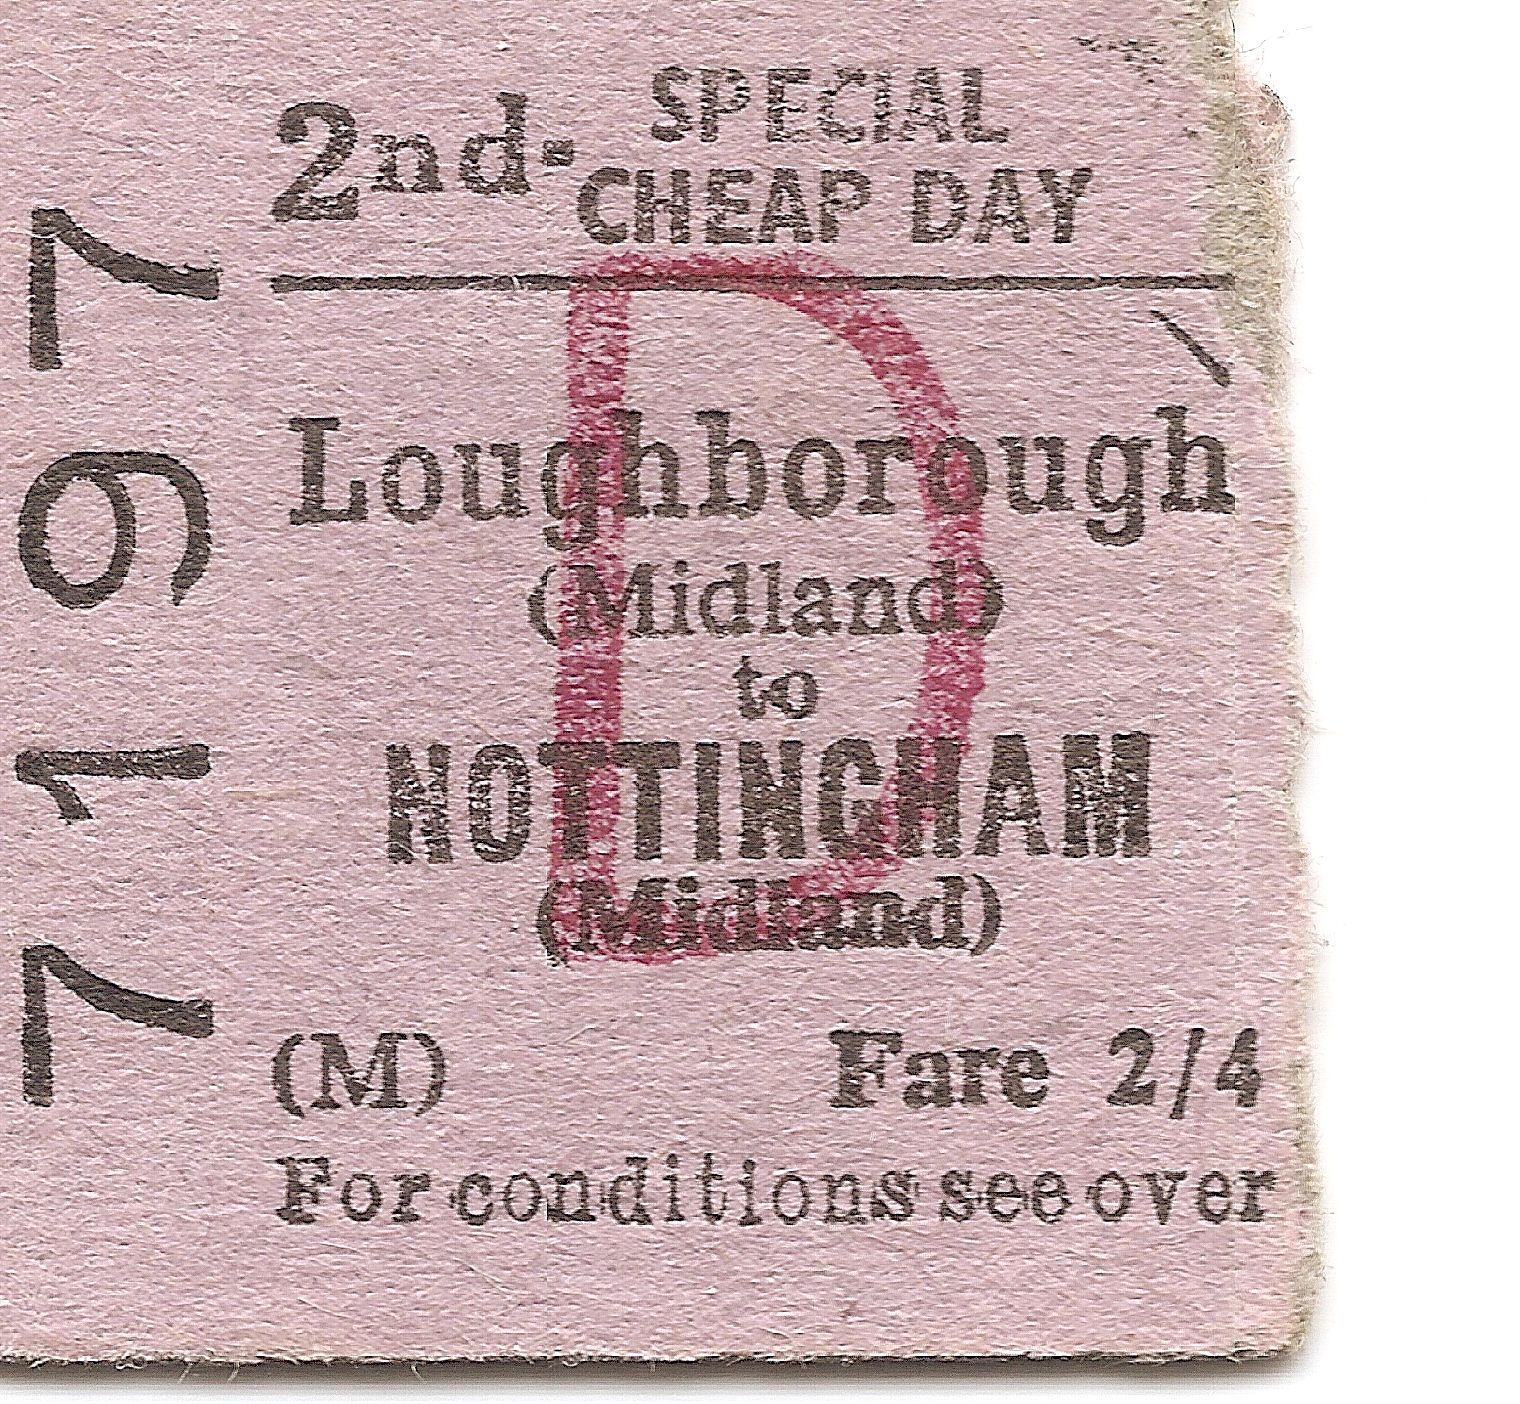 2nd- SPECIAL
CHEAP DAY
Loughborough
(Midland)
to
NOTTINGHAM
(Midland)
(M) Fare 2/4
For conditions see over
D
7197